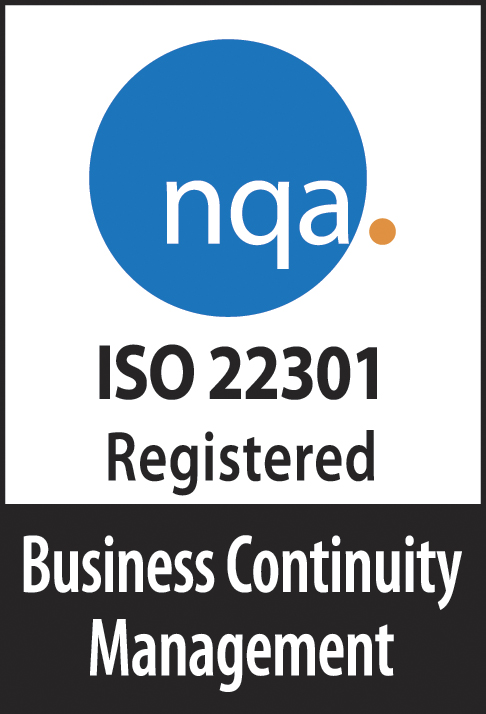 nqa.
ISO 22301
Registered
Business Continuity
Management